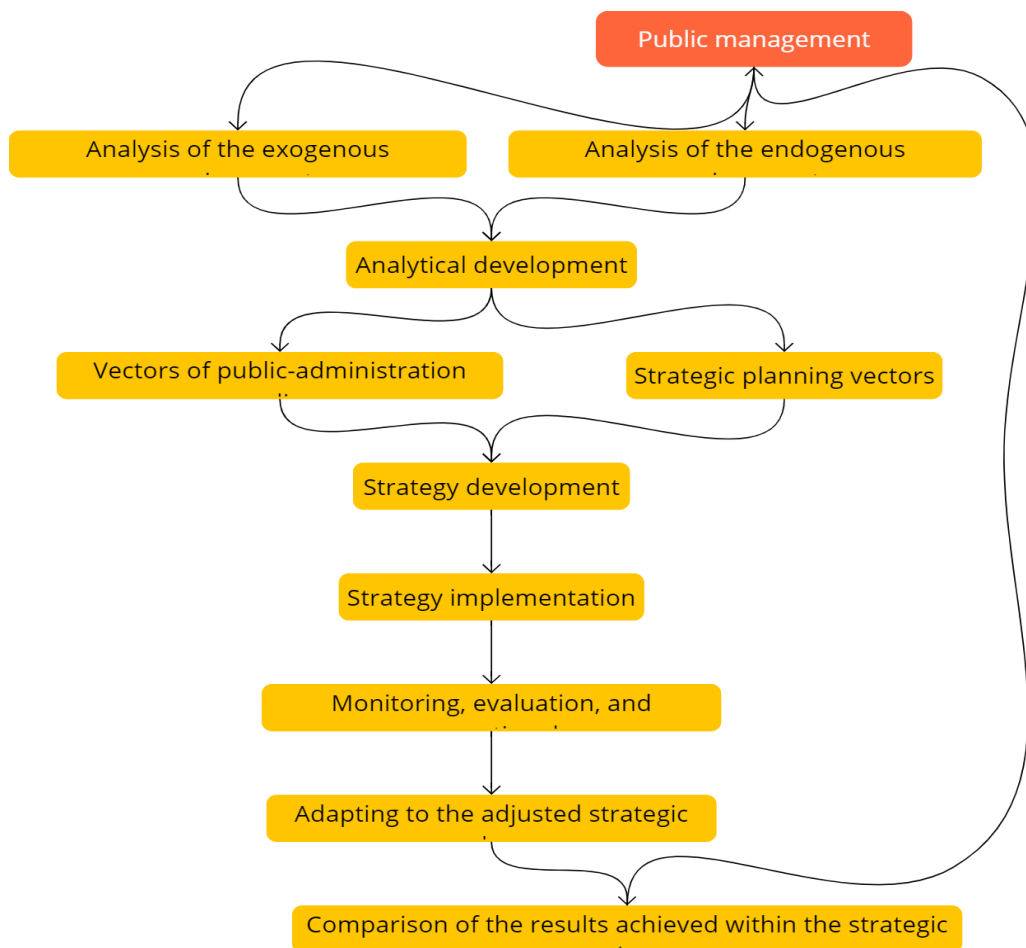 Public management
Analysis of the exogenous
Analysis of the endogenous
Analytical development
Vectors of public-administration
Strategic planning vectors
Strategy development
Strategy implementation
Monitoring, evaluation, and
Adapting to the adjusted strategic
Comparison of the results achieved within the strategic